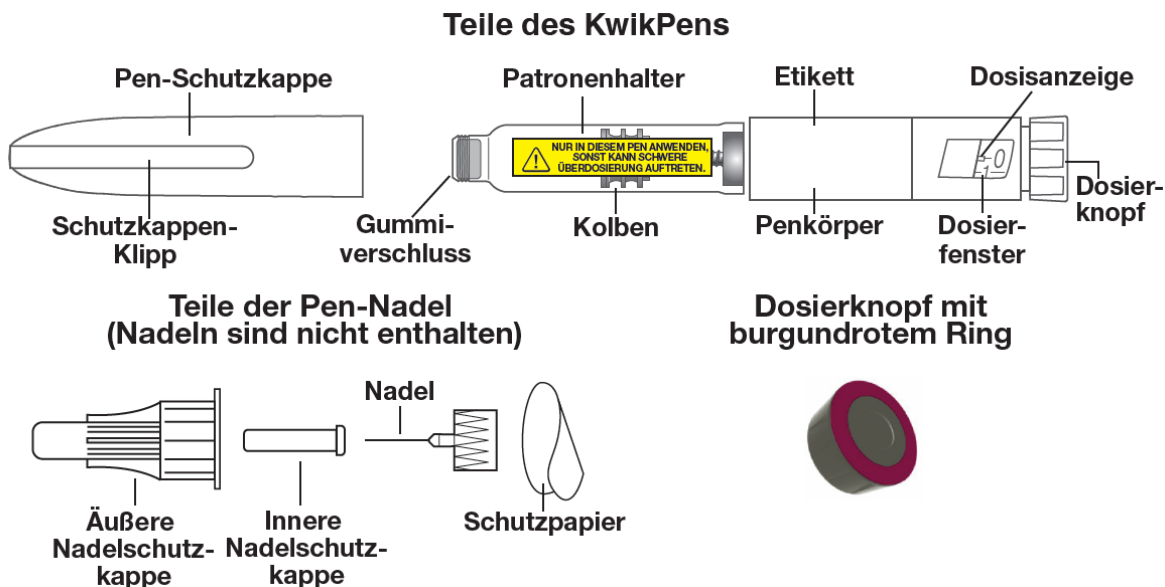 Teile des KwikPens
Pen-Schutzkappe
Patronenhalter
Etikett
Dosisanzeige
NUR IN DIESEM PEN ANWENDEN,
SONST KANN SCHWERE
ÜBERDOSIERUNG AUFTRETEN.
0
1
Schutzkappen-
Klipp
Gummi-
verschluss
Kolben
Penkörper
Dosier-
fenster
Dosier-
knopf
Teile der Pen-Nadel
(Nadeln sind nicht enthalten)
Dosierknopf mit
burgundrotem Ring
Nadel
Äußere
Nadelschutz-
kappe
Innere
Nadelschutz-
kappe
Schutzpapier